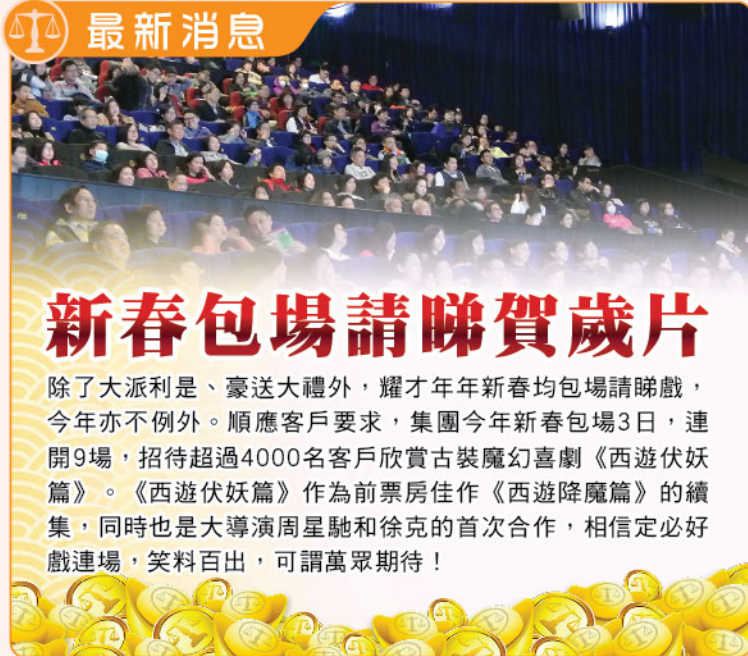 最新消息
新春包場請睇賀歲片
除了大派利是、豪送大禮外，耀才年年新春均包場請睇戲，
今年亦不例外。順應客戶要求，集團今年新春包場3日，連
開9場，招待超過4000名客戶欣賞古裝魔幻喜劇《西遊伏妖
篇》。《西遊伏妖篇》作為前票房佳作《西遊降魔篇》的續
集，同時也是大導演周星馳和徐克的首次合作，相信定必好
戲連場，笑料百出，可謂萬眾期待！